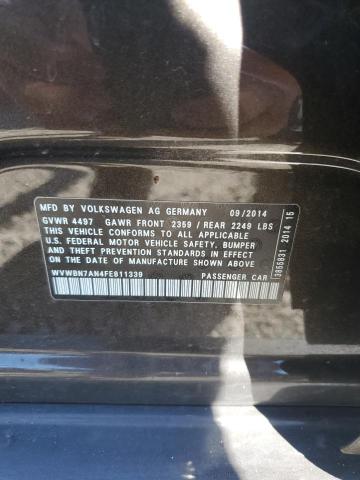 MFD BY VOLKSWAGEN AG GERMANY 09/2014
GVWR 4497 GAWR FRONT 2359 / REAR 2249 LBS
THIS VEHICLE CONFORMS TO ALL APPLICABLE
U.S. FEDERAL MOTOR VEHICLE SAFETY, BUMPER
AND THEFT PREVENTION STANDARDS IN EFFECT
ON THE DATE OF MANUFACTURE SHOWN ABOVE
WVWBN7AN4FE811339 PASSENGER CAR
3855831 2014 15